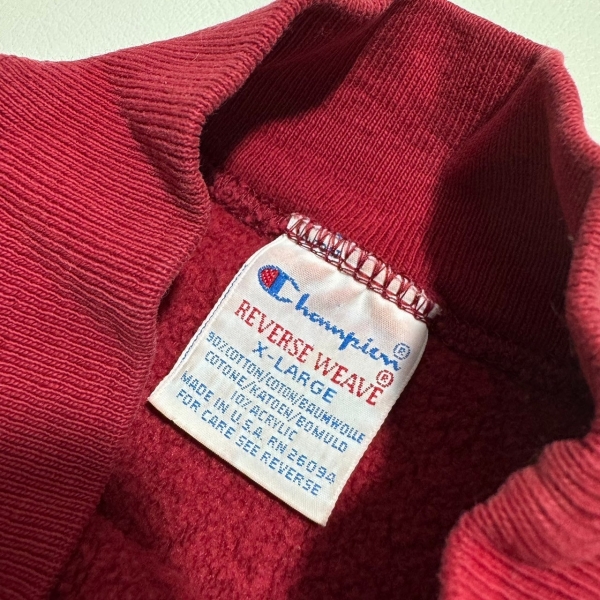 Champion®
REVERSE WEAVE®
X-LARGE
90%COTTON/COTON/BAUMWOLLE
COTONE/KATOEN/BOMULD
10% ACRYLIC
MADE IN U.S.A. RN 26094
FOR CARE SEE REVERSE